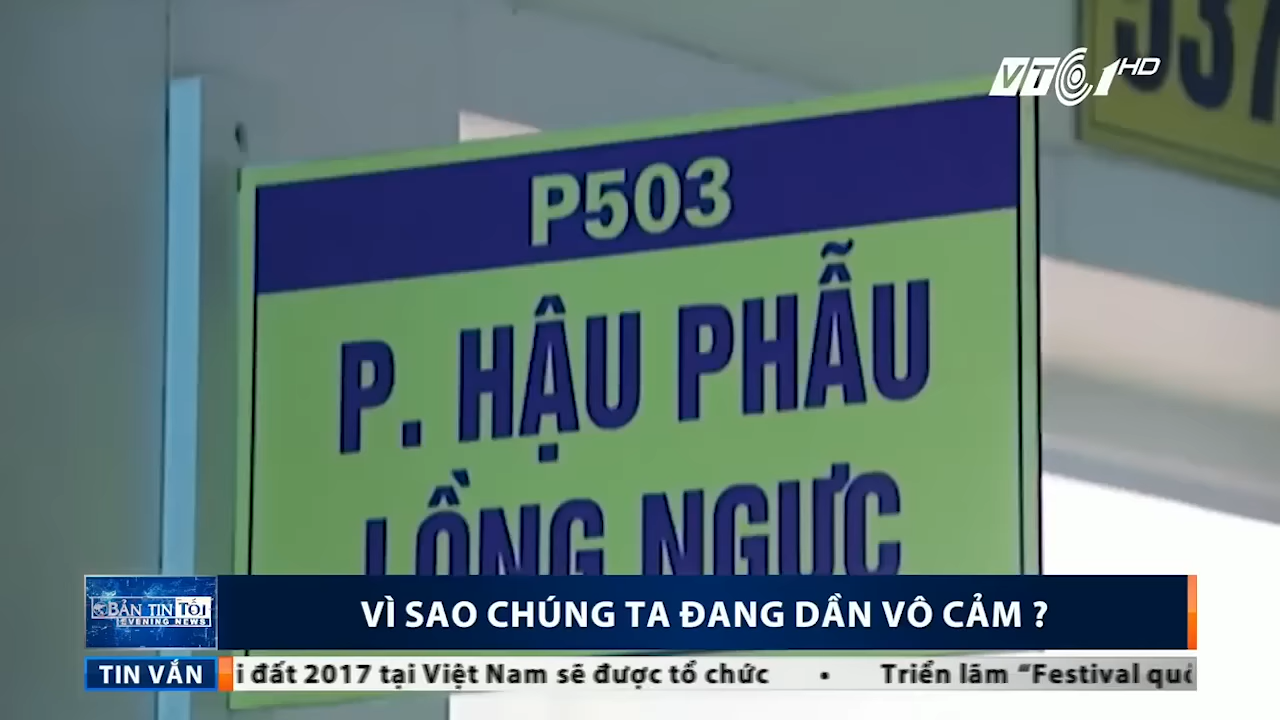 VTC1 HD
P503
P. HẬU PHẪU
LỒNG NGỰC
BẢN TIN TỐI
EVENING NEWS
VÌ SAO CHÚNG TA ĐANG DẦN VÔ CẢM ?
TIN VẮN
i đất 2017 tại Việt Nam sẽ được tổ chức • Triển lãm “Festival quố